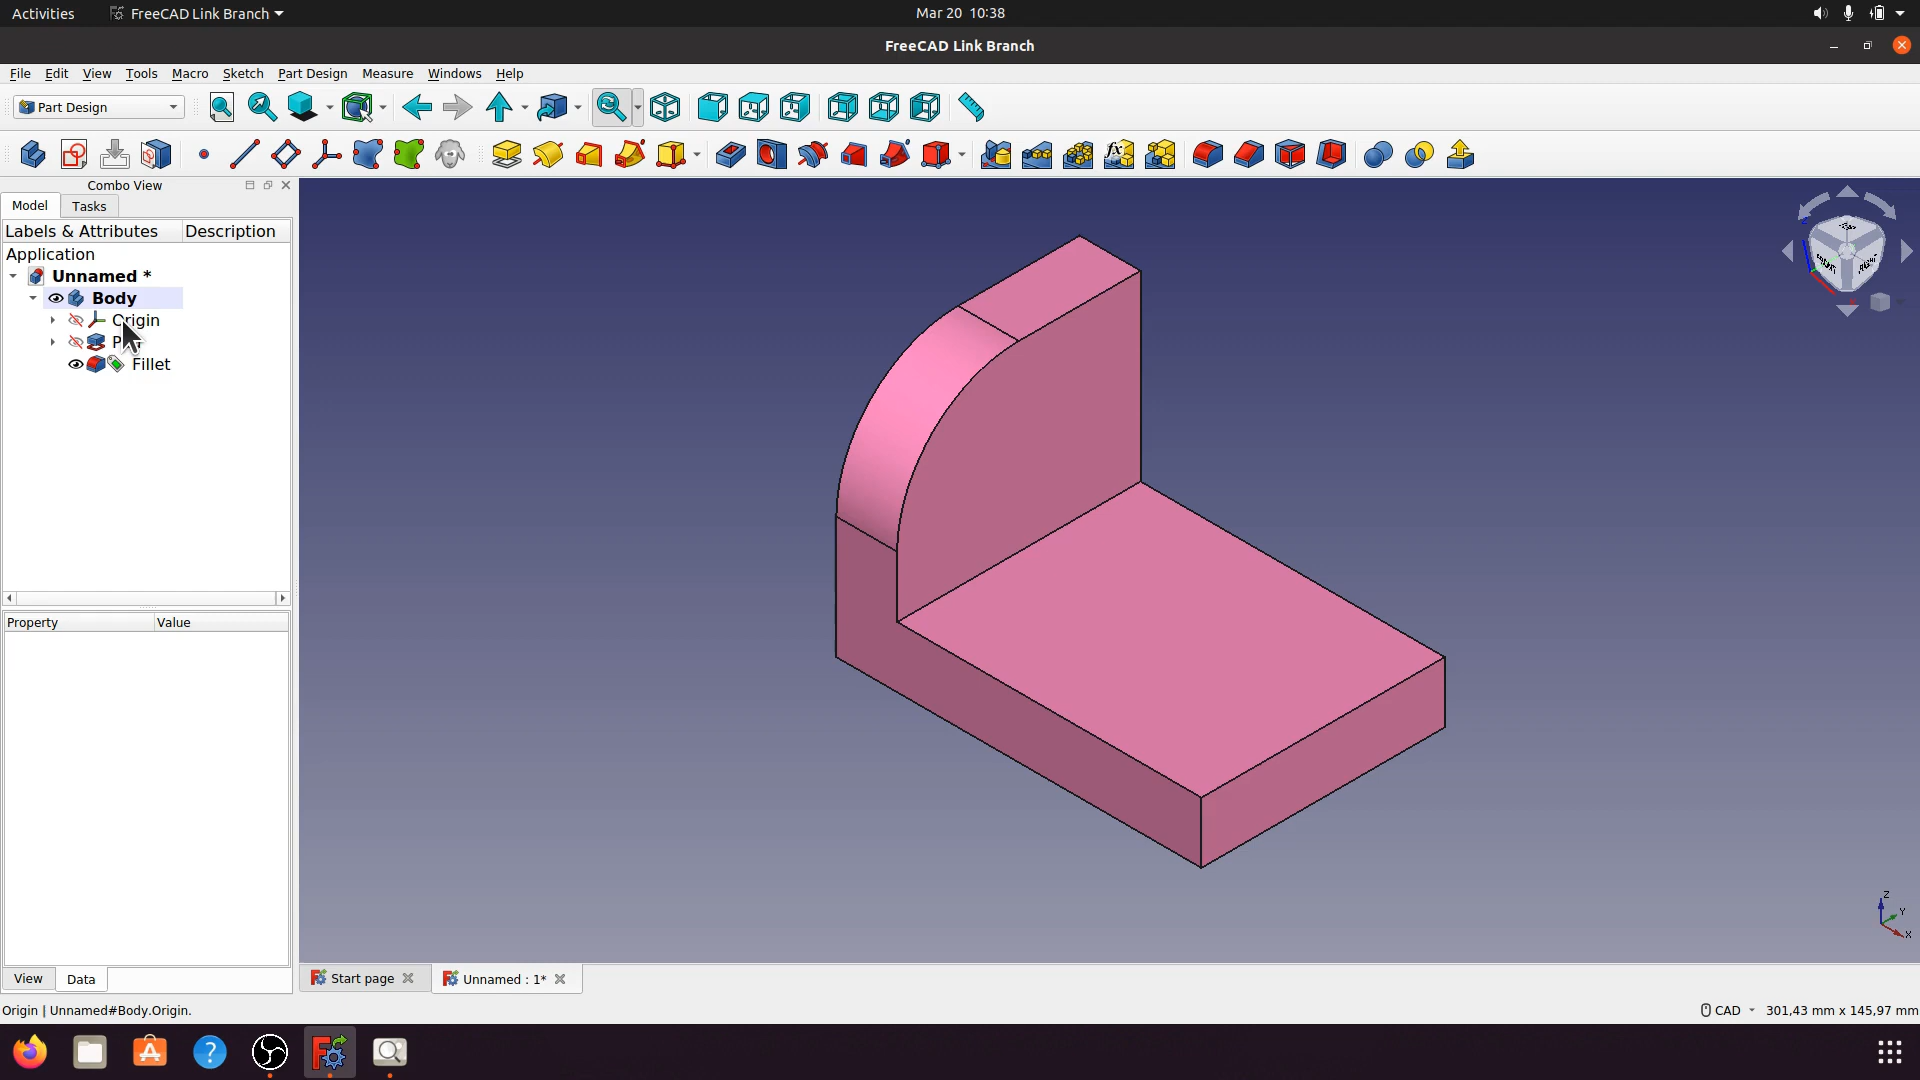 Activities FreeCAD Link Branch Mar 20 10:38
FreeCAD Link Branch
File Edit View Tools Macro Sketch Part Design Measure Windows Help
Part Design
Combo View
Model Tasks
Labels & Attributes Description
Application
Unnamed *
Body
Origin
Fillet
Property Value
View Data
Start page Unnamed : 1*
Origin | Unnamed#Body.Origin. CAD 301,43 mm x 145,97 mm
FRONT
RIGHT
Z
Y
X